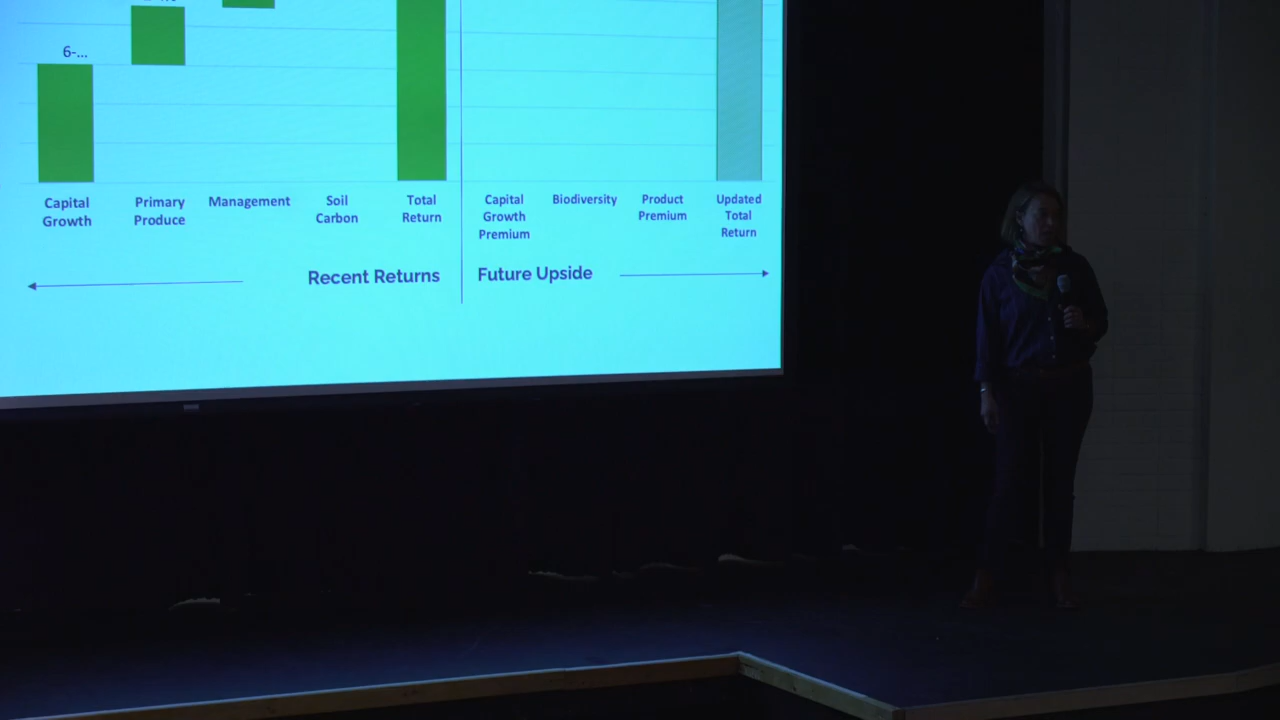 6-...
Capital
Growth
Primary
Produce
Management
Soil
Carbon
Total
Return
Capital
Growth
Premium
Biodiversity
Product
Premium
Updated
Total
Return
Recent Returns
Future Upside